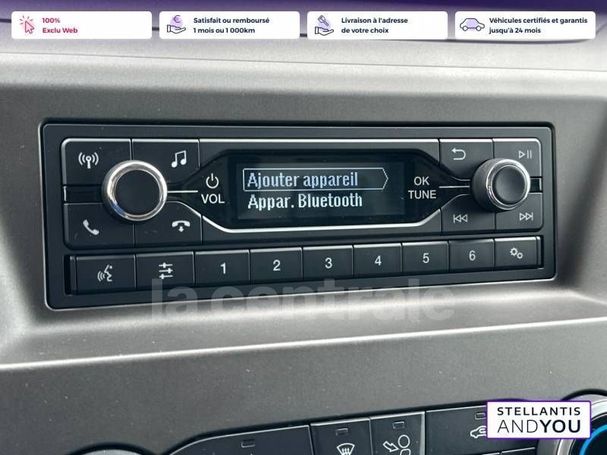 100%
Exclu Web
Satisfait ou remboursé
1 mois ou 1 000km
Livraison à l'adresse
de votre choix
Véhicules certifiés et garantis
jusqu'à 24 mois
VOL
Ajouter appareil
Appar. Bluetooth
OK
TUNE
1 2 3 4 5 6
la centrale
STELLANTIS
ANDYOU